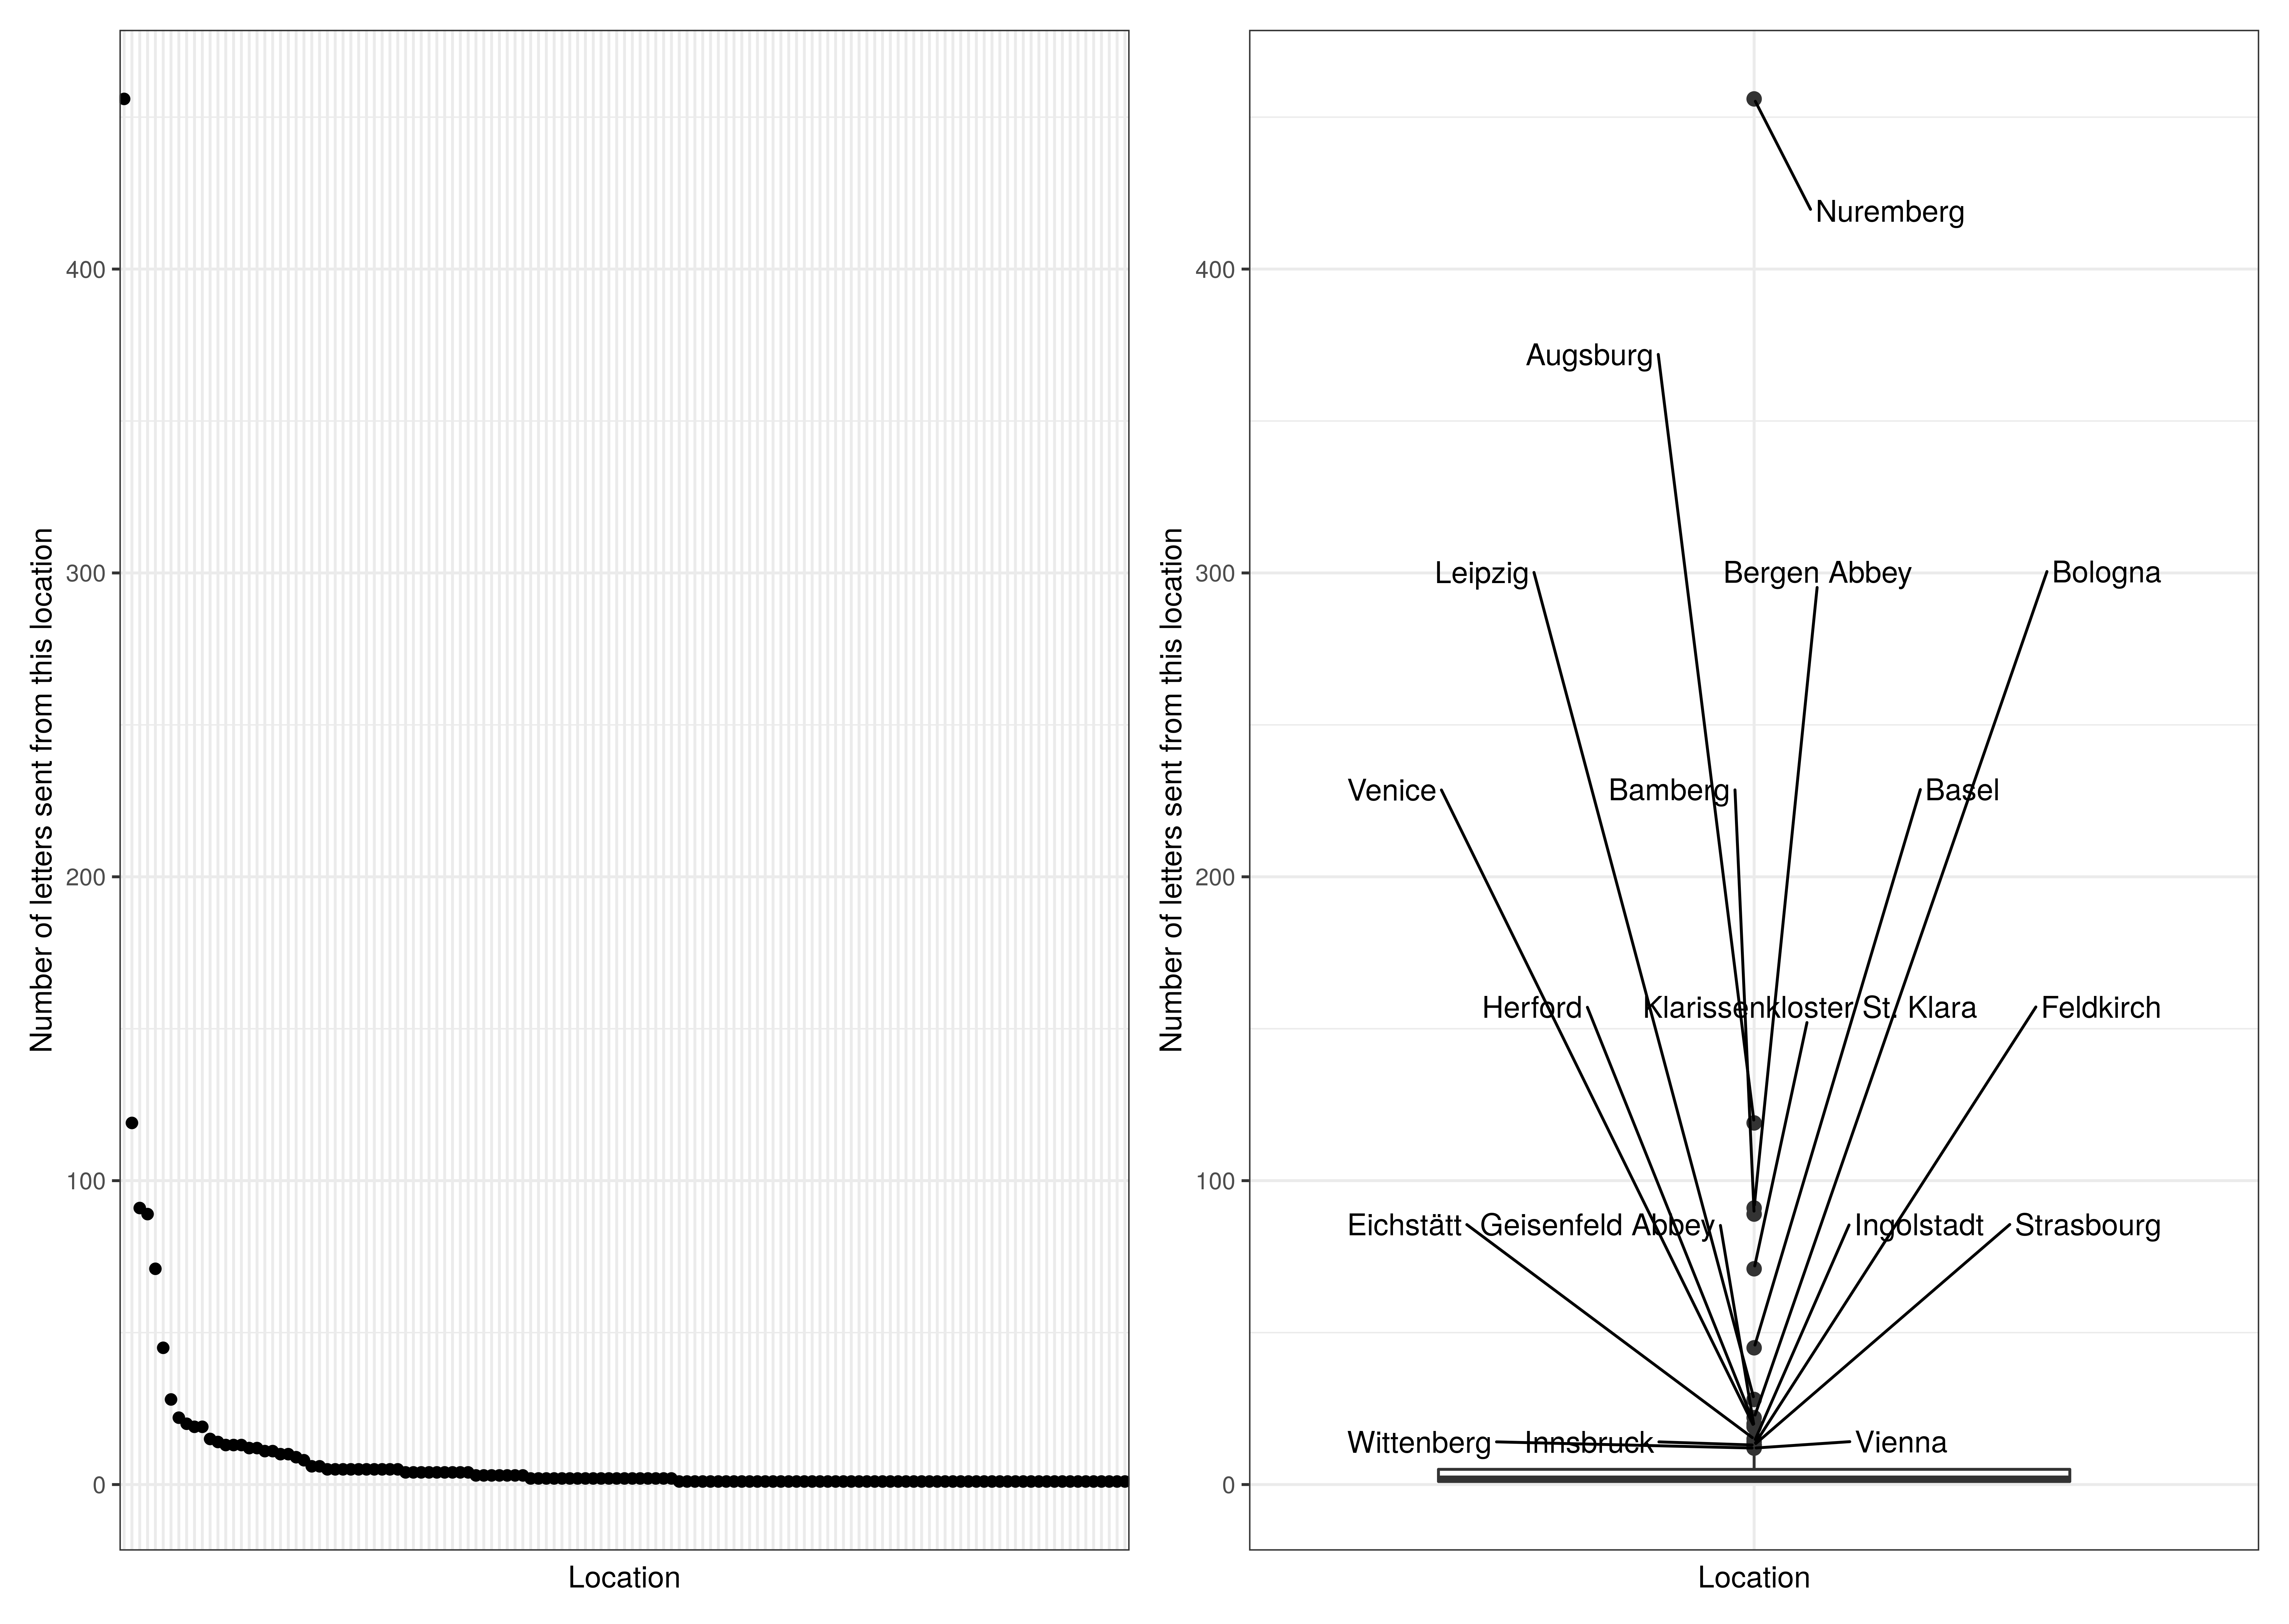 Number of letters sent from this location
400
300
200
100
0
Location
Number of letters sent from this location
400
300
200
100
0
Nuremberg
Augsburg
Leipzig
Bergen Abbey
Bologna
Venice
Bamberg
Basel
Herford
Klarissenkloster St. Klara
Feldkirch
Eichstätt
Geisenfeld Abbey
Ingolstadt
Strasbourg
Wittenberg
Innsbruck
Vienna
Location